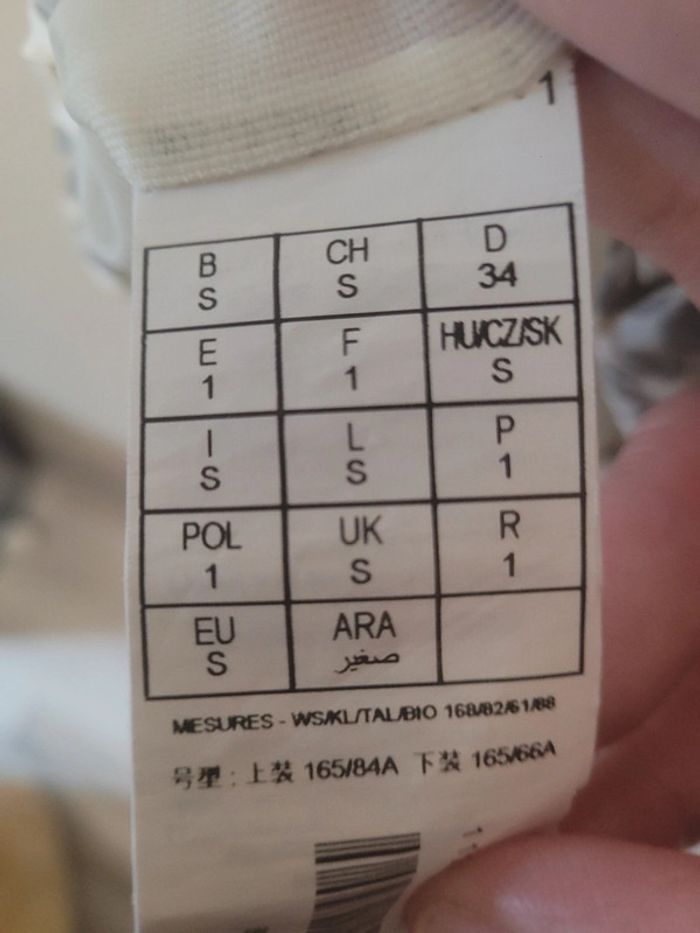 1
B CH D
S S 34
E F HU/CZ/SK
1 1 S
I L P
S S 1
POL UK R
1 S 1
EU ARA
S صغير
MESURES - WS/KL/TAL/BIO 168/82/61/88
号型 : 上装 165/84A 下装 165/66A